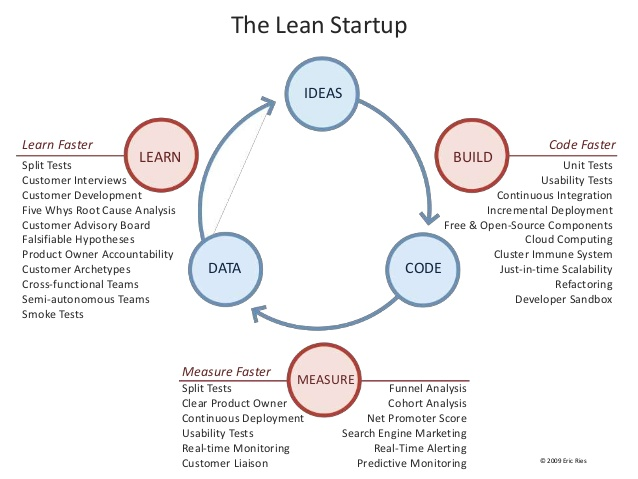 The Lean Startup
IDEAS
Learn Faster
LEARN
Split Tests
Customer Interviews
Customer Development
Five Whys Root Cause Analysis
Customer Advisory Board
Falsifiable Hypotheses
Product Owner Accountability
Customer Archetypes
Cross-functional Teams
Semi-autonomous Teams
Smoke Tests
BUILD
Code Faster
Unit Tests
Usability Tests
Continuous Integration
Incremental Deployment
Free & Open-Source Components
Cloud Computing
Cluster Immune System
Just-in-time Scalability
Refactoring
Developer Sandbox
DATA
CODE
Measure Faster
MEASURE
Split Tests
Clear Product Owner
Continuous Deployment
Usability Tests
Real-time Monitoring
Customer Liaison
Funnel Analysis
Cohort Analysis
Net Promoter Score
Search Engine Marketing
Real-Time Alerting
Predictive Monitoring
© 2009 Eric Ries